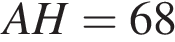 AH = 68